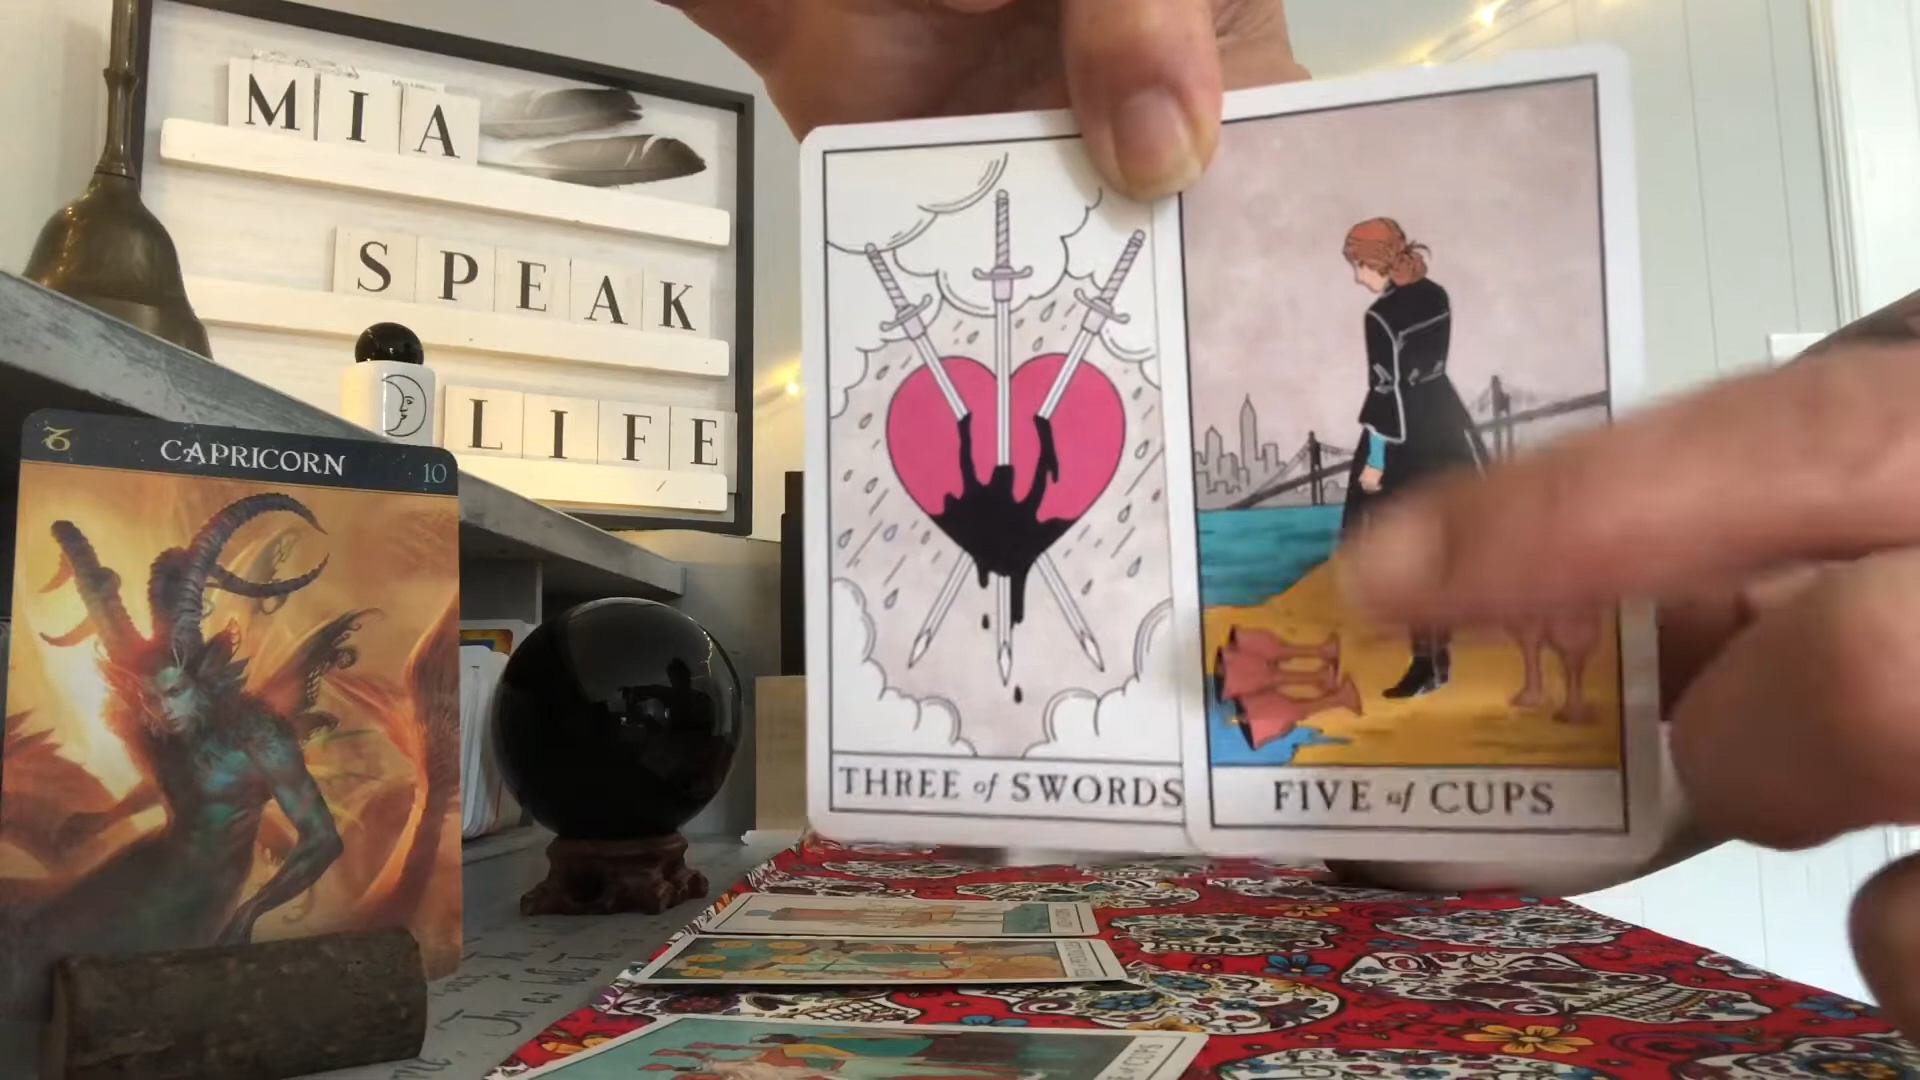 MIA
SPEAK
LIFE
CAPRICORN
10
THREE of SWORDS
FIVE of CUPS